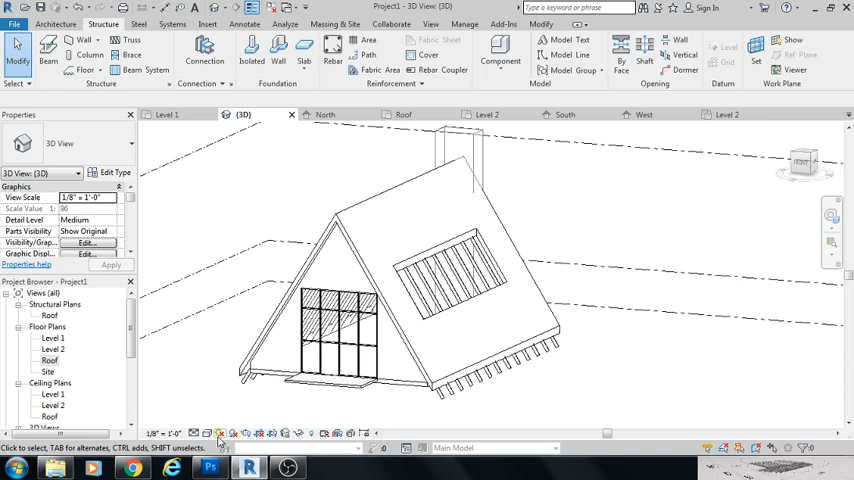 Project1 - 3D View: {3D}
Type a keyword or phrase
Sign In
File Architecture Structure Steel Systems Insert Annotate Analyze Massing & Site Collaborate View Manage Add-Ins Modify
Modify Beam Wall Column Floor Truss Brace Beam System Connection Isolated Wall Slab Rebar Area Path Fabric Area Fabric Sheet Cover Rebar Coupler Component Model Text Model Line Model Group By Face Shaft Wall Vertical Dormer Level Grid Set Show Ref Plane Viewer
Select Structure Connection Foundation Reinforcement Model Opening Datum Work Plane
Properties
Level 1 {3D} North Roof Level 2 South West Level 2
3D View
3D View: {3D} Edit Type
Graphics
View Scale 1/8" = 1'-0"
Scale Value 1: 96
Detail Level Medium
Parts Visibility Show Original
Visibility/Grap... Edit...
Graphic Displ... Edit...
Properties help Apply
FRONT
Project Browser - Project1
Views (all)
Structural Plans
Roof
Floor Plans
Level 1
Level 2
Roof
Site
Ceiling Plans
Level 1
Level 2
Roof
3D Views
1/8" = 1'-0"
Click to select, TAB for alternates, CTRL adds, SHIFT unselects.
:0 Main Model :0
Ps R